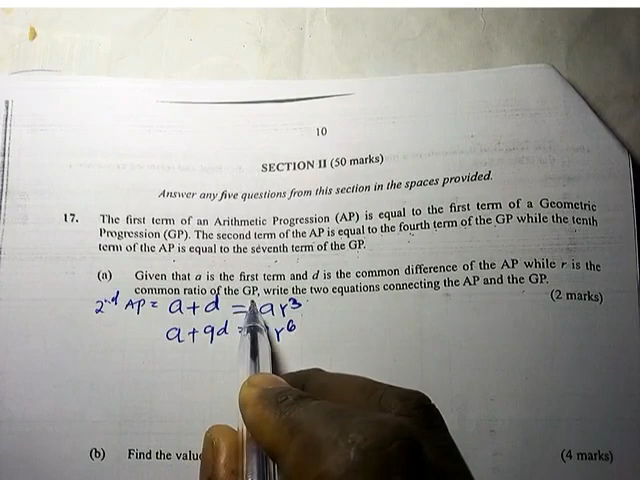 10
SECTION II (50 marks)
Answer any five questions from this section in the spaces provided.
17. The first term of an Arithmetic Progression (AP) is equal to the first term of a Geometric
Progression (GP). The second term of the AP is equal to the fourth term of the GP while the tenth
term of the AP is equal to the seventh term of the GP.
(a) Given that a is the first term and d is the common difference of the AP while r is the
common ratio of the GP, write the two equations connecting the AP and the GP.
(2 marks)
2nd AP = a+d = ar³
a+9d = r⁶
(b) Find the (4 marks)